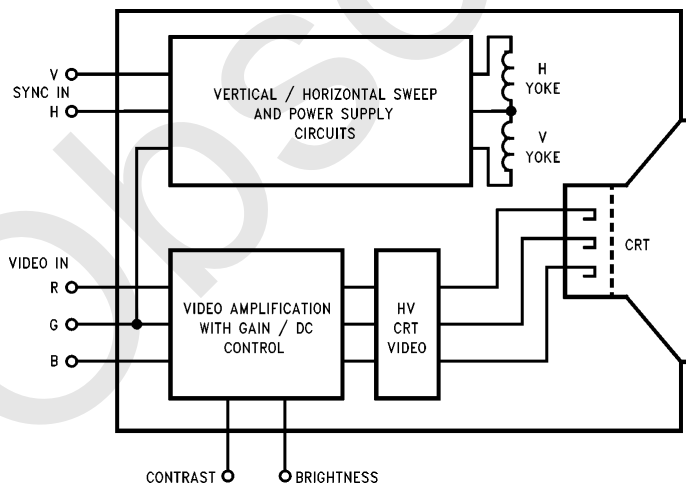 V
SYNC IN
H
VERTICAL / HORIZONTAL SWEEP
AND POWER SUPPLY
CIRCUITS
H
YOKE
V
YOKE
CRT
VIDEO IN
R
G
B
VIDEO AMPLIFICATION
WITH GAIN / DC
CONTROL
HV
CRT
VIDEO
CONTRAST
BRIGHTNESS